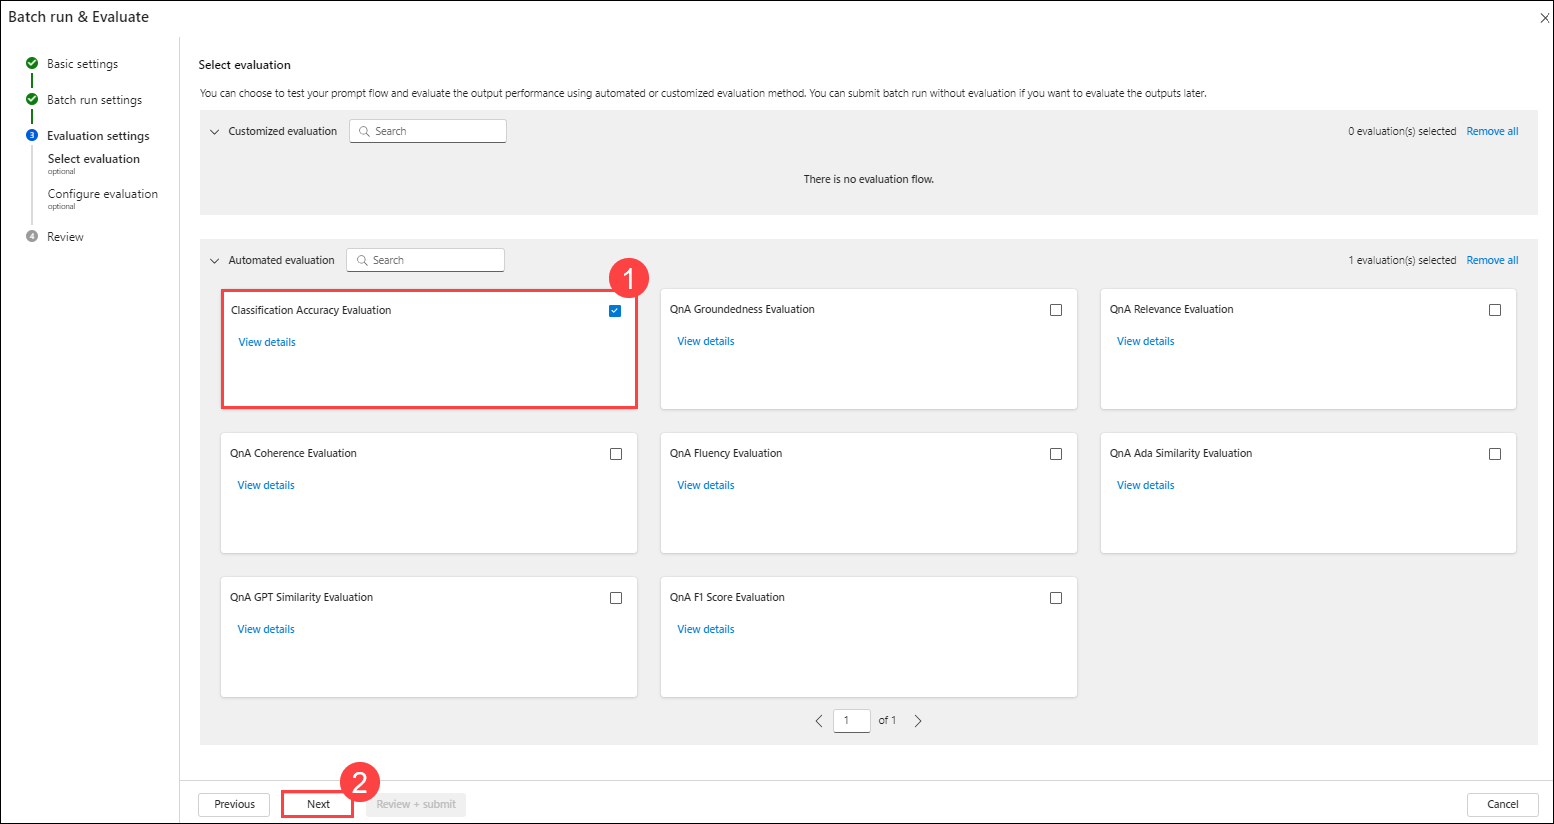 Batch run & Evaluate
Basic settings
Batch run settings
3 Evaluation settings
Select evaluation
optional
Configure evaluation
optional
4 Review
Select evaluation
You can choose to test your prompt flow and evaluate the output performance using automated or customized evaluation method. You can submit batch run without evaluation if you want to evaluate the outputs later.
Customized evaluation Search 0 evaluation(s) selected Remove all
There is no evaluation flow.
Automated evaluation Search 1 evaluation(s) selected Remove all
1
Classification Accuracy Evaluation
View details
QnA Groundedness Evaluation
View details
QnA Relevance Evaluation
View details
QnA Coherence Evaluation
View details
QnA Fluency Evaluation
View details
QnA Ada Similarity Evaluation
View details
QnA GPT Similarity Evaluation
View details
QnA F1 Score Evaluation
View details
1 of 1
2
Previous Next Review + submit Cancel